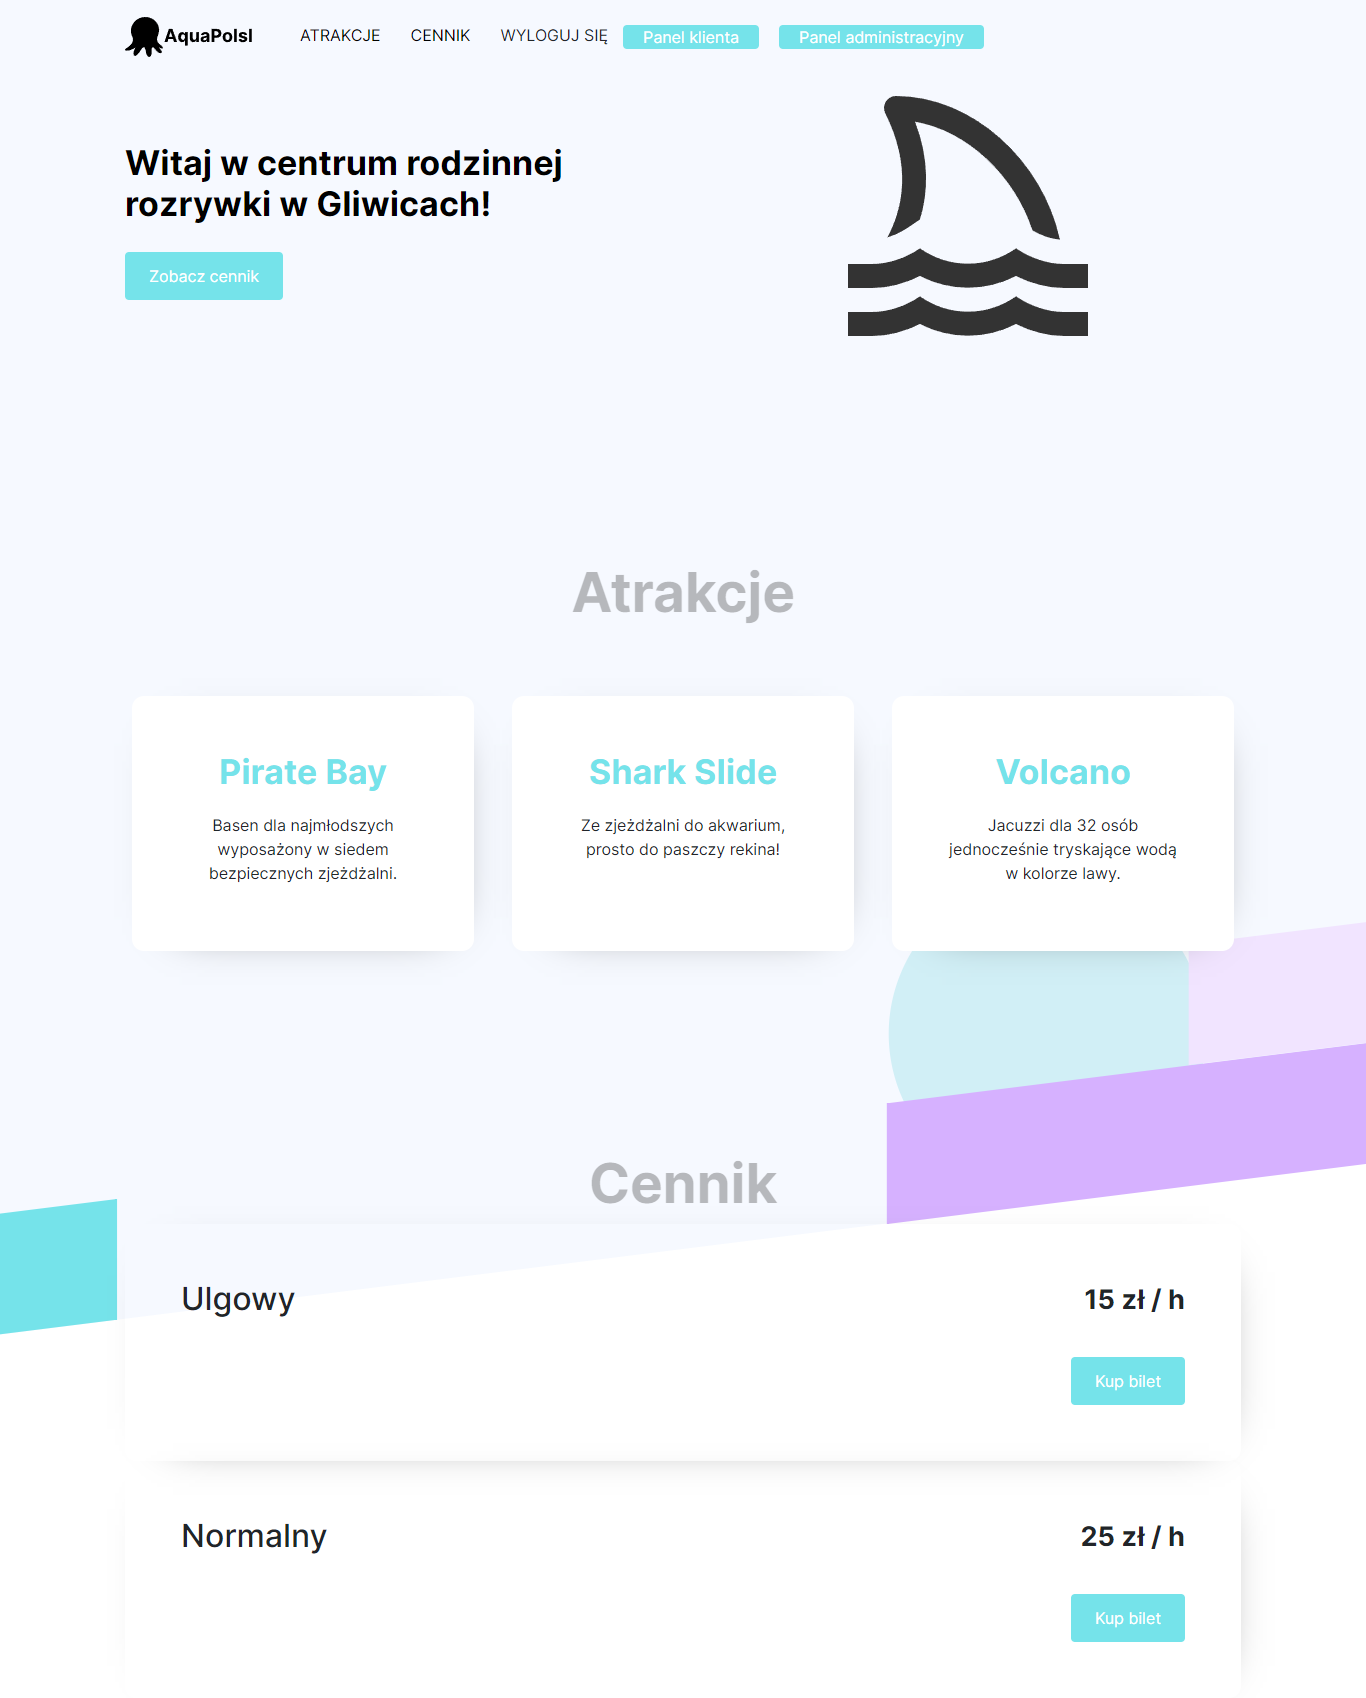 AquaPolsl
ATRAKCJE
CENNIK
WYLOGUJ SIĘ
Panel klienta
Panel administracyjny
Witaj w centrum rodzinnej
rozrywki w Gliwicach!
Zobacz cennik
Atrakcje
Pirate Bay
Basen dla najmłodszych
wyposażony w siedem
bezpiecznych zjeżdżalni.
Shark Slide
Ze zjeżdżalni do akwarium,
prosto do paszczy rekina!
Volcano
Jacuzzi dla 32 osób
jednocześnie tryskające wodą
w kolorze lawy.
Cennik
Ulgowy
15 zł / h
Kup bilet
Normalny
25 zł / h
Kup bilet